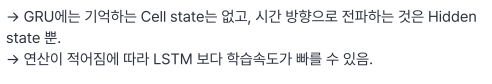 → GRU에는 기억하는 Cell state는 없고, 시간 방향으로 전파하는 것은 Hidden
state 뿐.
→ 연산이 적어짐에 따라 LSTM 보다 학습속도가 빠를 수 있음.